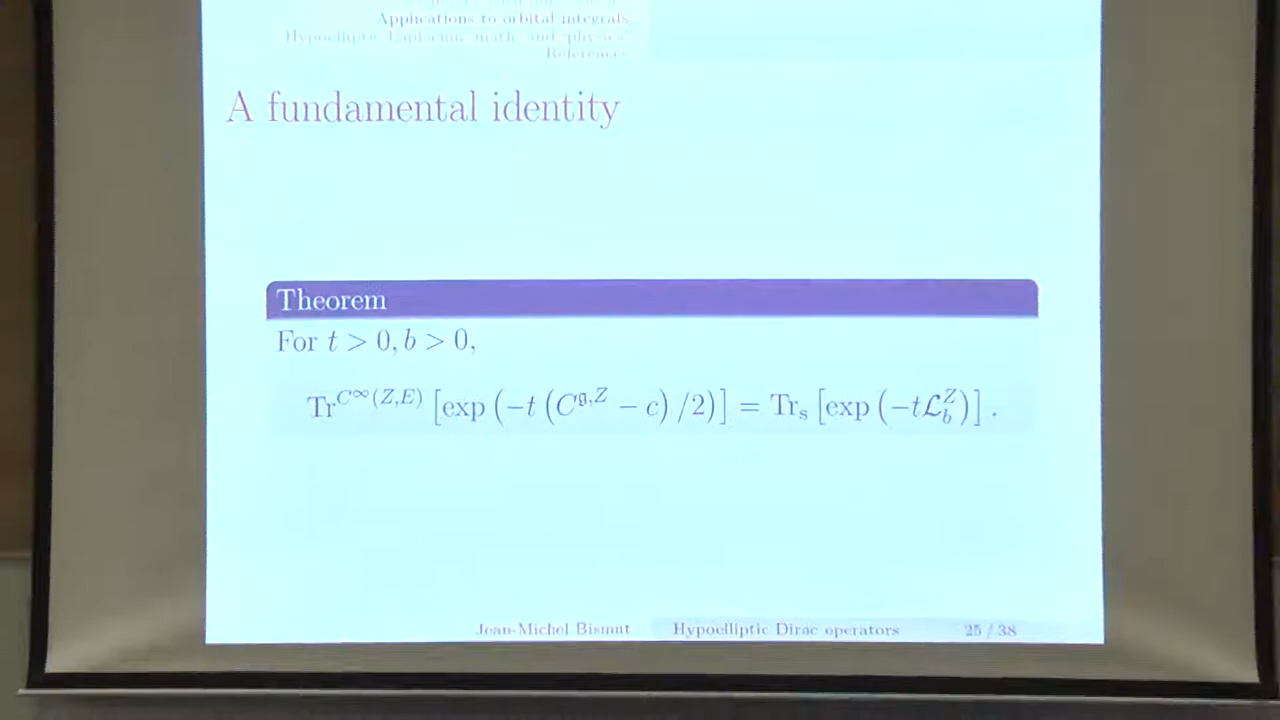 Applications to orbital integrals
Hypoelliptic Laplacian, math, and 'physics'
References
A fundamental identity
Theorem
For t > 0, b > 0,
Tr^{C^∞(Z,E)} [exp (−t (C^{𝔤,Z} − c) /2)] = Tr_s [exp (−tℒ_b^Z)] .
Jean-Michel Bismut Hypoelliptic Dirac operators 25 / 38